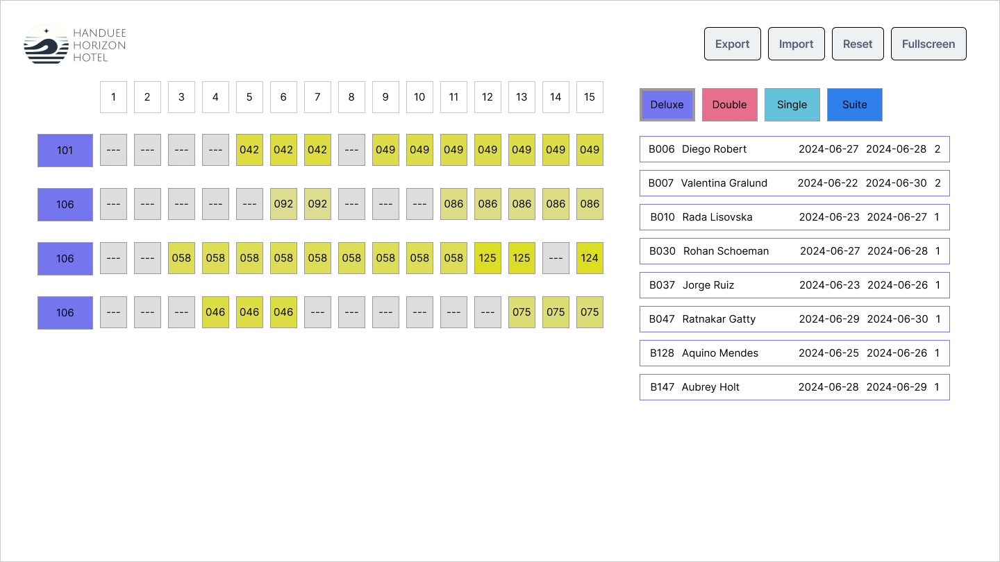 HANDUEE
HORIZON
HOTEL
Export Import Reset Fullscreen
1 2 3 4 5 6 7 8 9 10 11 12 13 14 15
Deluxe Double Single Suite
101 --- --- --- --- 042 042 042 --- 049 049 049 049 049 049 049
106 --- --- --- --- --- 092 092 --- --- --- 086 086 086 086 086
106 --- --- 058 058 058 058 058 058 058 058 058 125 125 --- 124
106 --- --- --- 046 046 046 --- --- --- --- --- --- 075 075 075
B006 Diego Robert 2024-06-27 2024-06-28 2
B007 Valentina Gralund 2024-06-22 2024-06-30 2
B010 Rada Lisovska 2024-06-23 2024-06-27 1
B030 Rohan Schoeman 2024-06-27 2024-06-28 1
B037 Jorge Ruiz 2024-06-23 2024-06-26 1
B047 Ratnakar Gatty 2024-06-29 2024-06-30 1
B128 Aquino Mendes 2024-06-25 2024-06-26 1
B147 Aubrey Holt 2024-06-28 2024-06-29 1